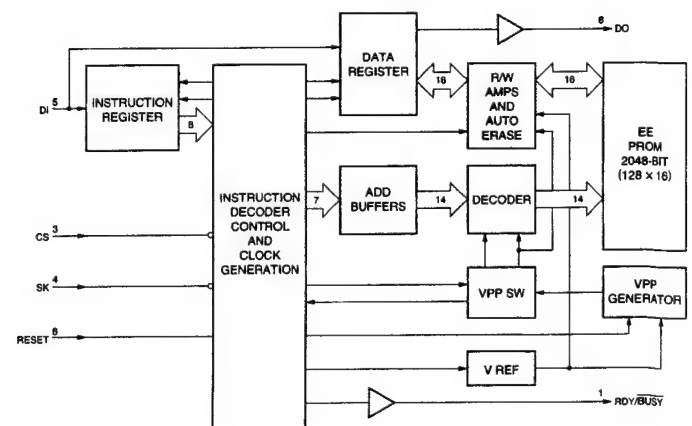 6
DO
DATA
REGISTER
DI
5
INSTRUCTION
REGISTER
8
16
R/W
AMPS
AND
AUTO
ERASE
16
EE
PROM
2048-BIT
(128 × 16)
INSTRUCTION
DECODER
CONTROL
AND
CLOCK
GENERATION
7
ADD
BUFFERS
14
DECODER
14
CS
3
SK
4
RESET
6
VPP SW
VPP
GENERATOR
V REF
1
RDY/BUSY